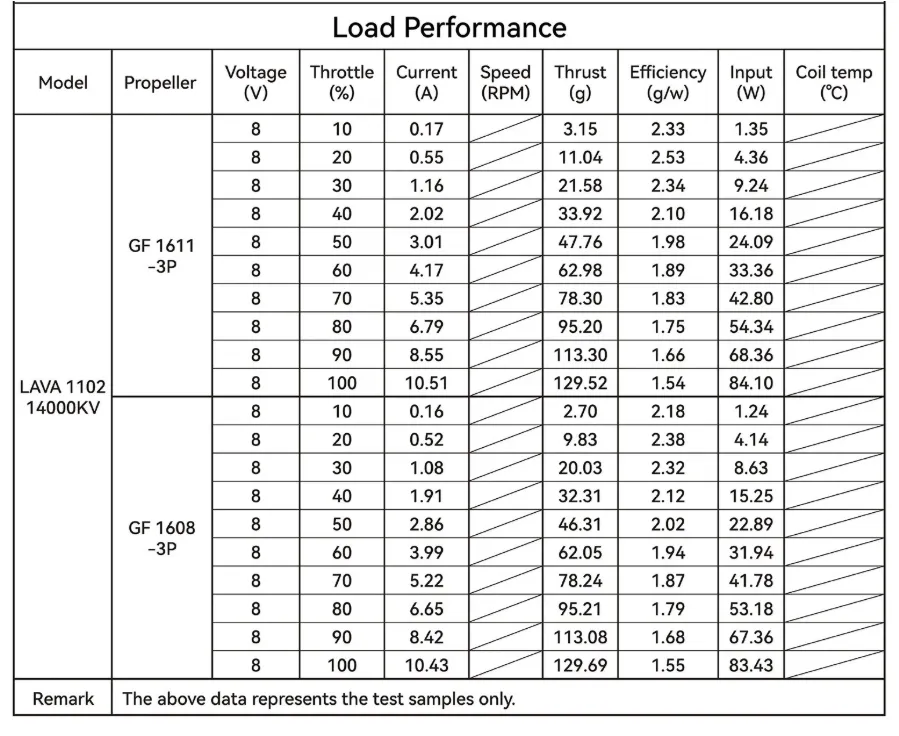 Load Performance
Model Propeller Voltage (V) Throttle (%) Current (A) Speed (RPM) Thrust (g) Efficiency (g/w) Input (W) Coil temp (℃)
LAVA 1102 14000KV
GF 1611 -3P
8 10 0.17 3.15 2.33 1.35
8 20 0.55 11.04 2.53 4.36
8 30 1.16 21.58 2.34 9.24
8 40 2.02 33.92 2.10 16.18
8 50 3.01 47.76 1.98 24.09
8 60 4.17 62.98 1.89 33.36
8 70 5.35 78.30 1.83 42.80
8 80 6.79 95.20 1.75 54.34
8 90 8.55 113.30 1.66 68.36
8 100 10.51 129.52 1.54 84.10
GF 1608 -3P
8 10 0.16 2.70 2.18 1.24
8 20 0.52 9.83 2.38 4.14
8 30 1.08 20.03 2.32 8.63
8 40 1.91 32.31 2.12 15.25
8 50 2.86 46.31 2.02 22.89
8 60 3.99 62.05 1.94 31.94
8 70 5.22 78.24 1.87 41.78
8 80 6.65 95.21 1.79 53.18
8 90 8.42 113.08 1.68 67.36
8 100 10.43 129.69 1.55 83.43
Remark The above data represents the test samples only.